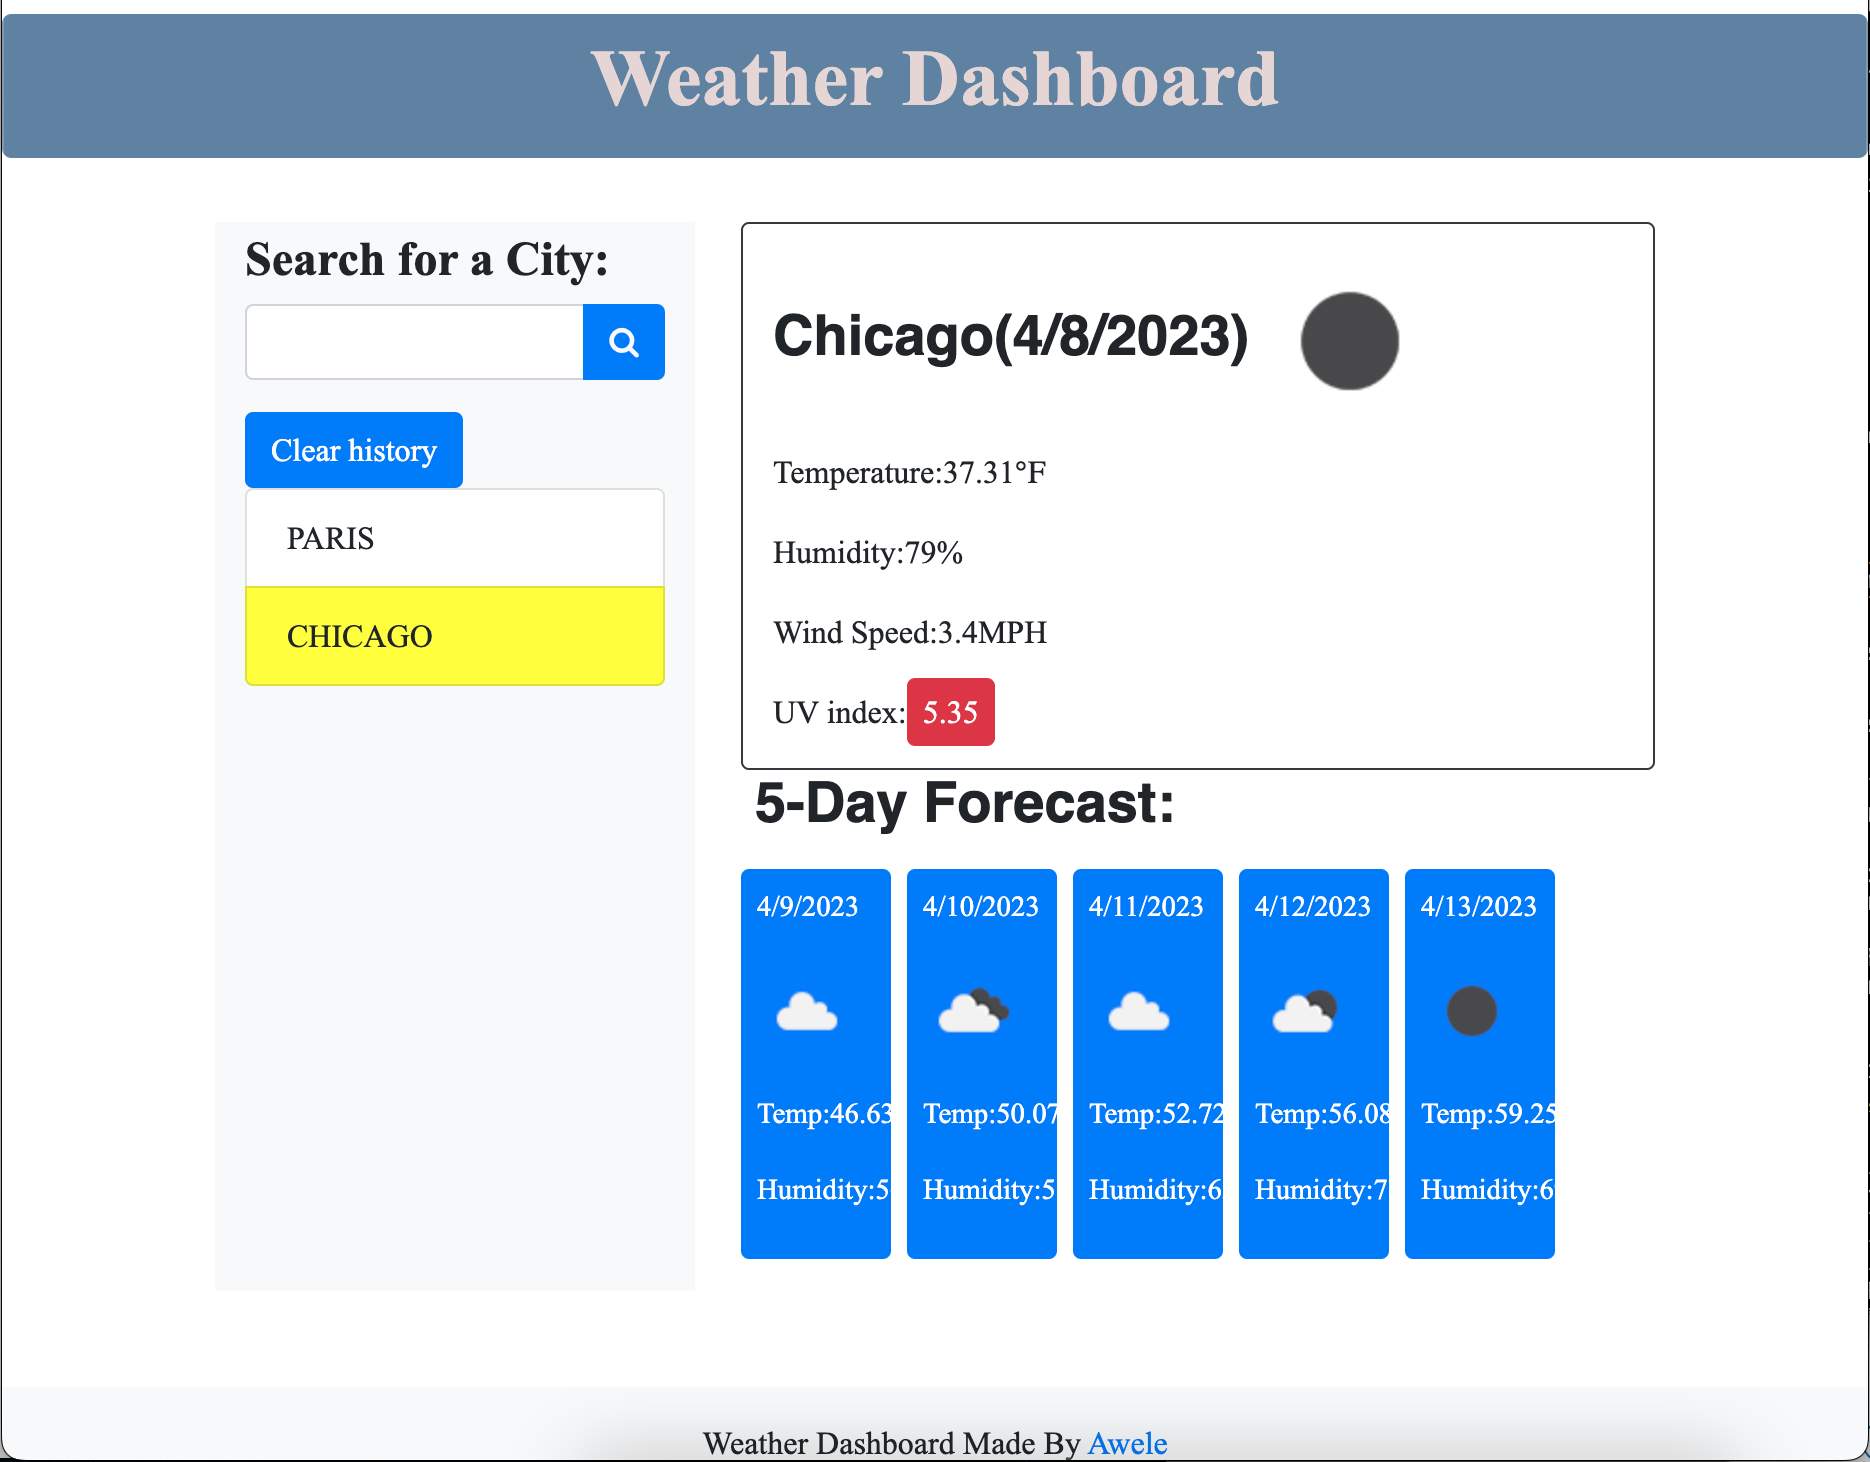 Weather Dashboard
Search for a City:
Clear history
PARIS
CHICAGO
Chicago(4/8/2023)
Temperature:37.31°F
Humidity:79%
Wind Speed:3.4MPH
UV index: 5.35
5-Day Forecast:
4/9/2023
Temp:46.63
Humidity:5
4/10/2023
Temp:50.07
Humidity:5
4/11/2023
Temp:52.72
Humidity:6
4/12/2023
Temp:56.08
Humidity:7
4/13/2023
Temp:59.25
Humidity:6
Weather Dashboard Made By Awele